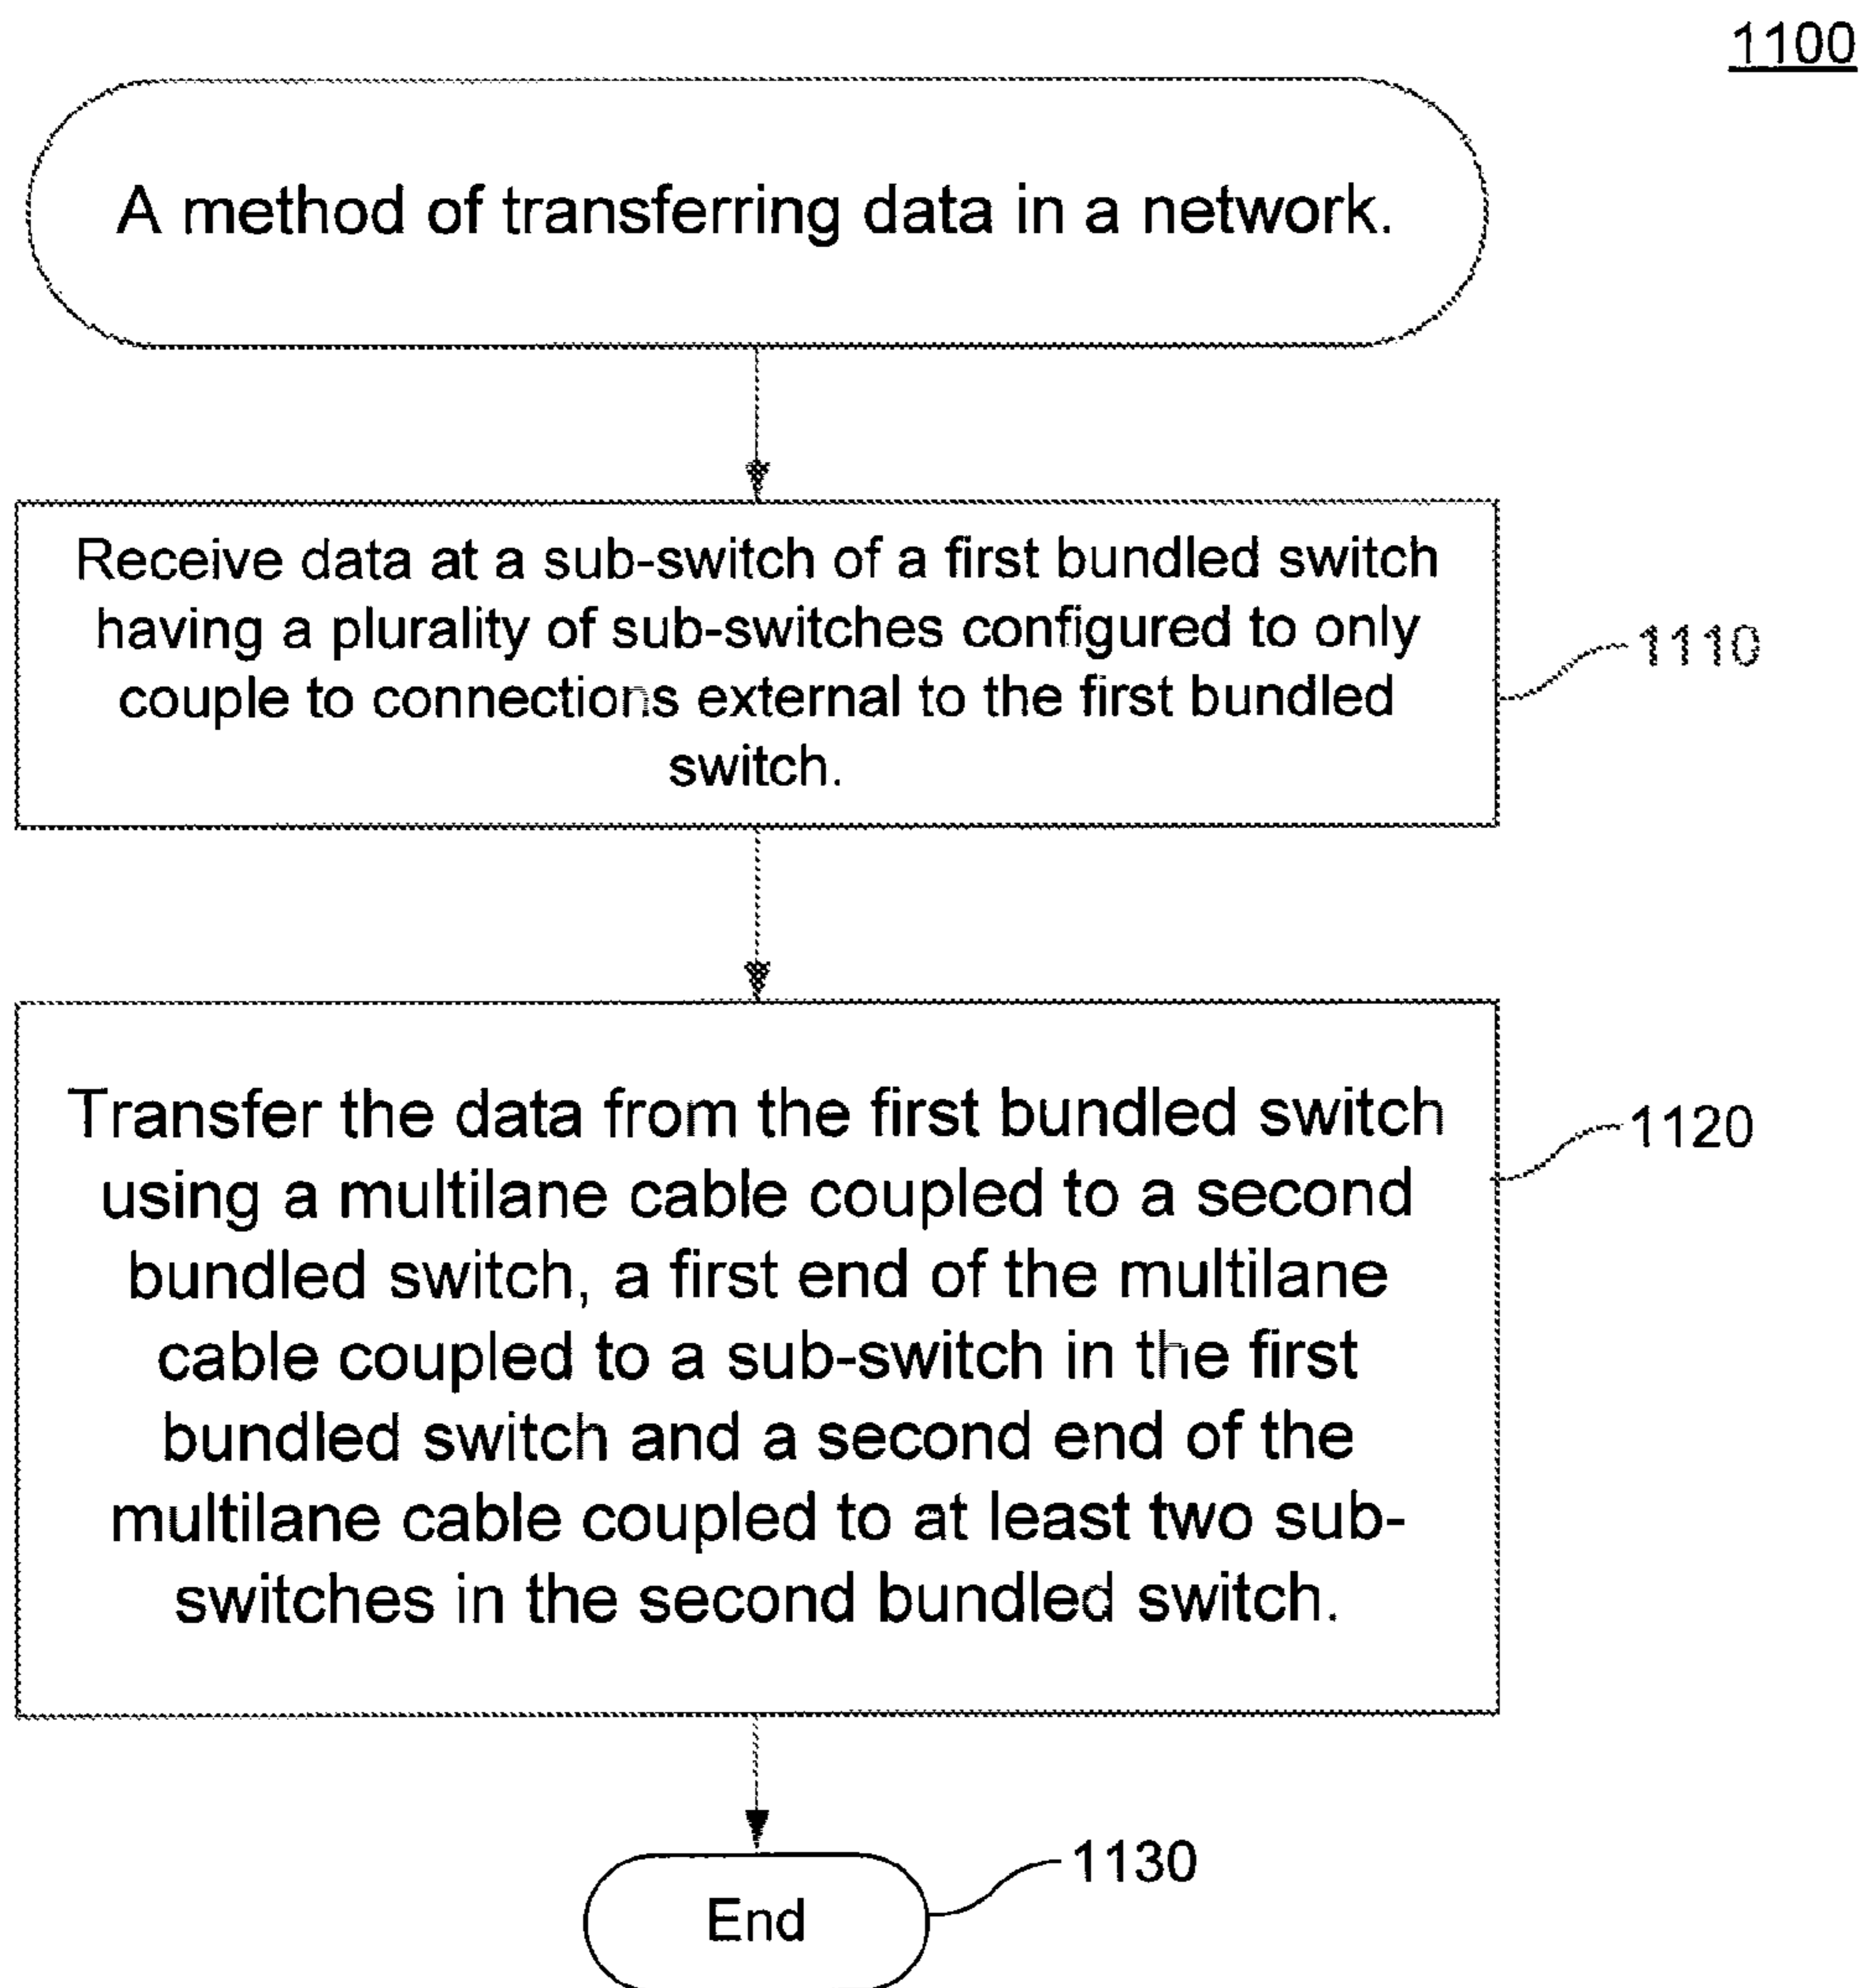 1100
A method of transferring data in a network.
Receive data at a sub-switch of a first bundled switch
having a plurality of sub-switches configured to only
couple to connections external to the first bundled
switch.
1110
Transfer the data from the first bundled switch
using a multilane cable coupled to a second
bundled switch, a first end of the multilane
cable coupled to a sub-switch in the first
bundled switch and a second end of the
multilane cable coupled to at least two sub-
switches in the second bundled switch.
1120
End
1130